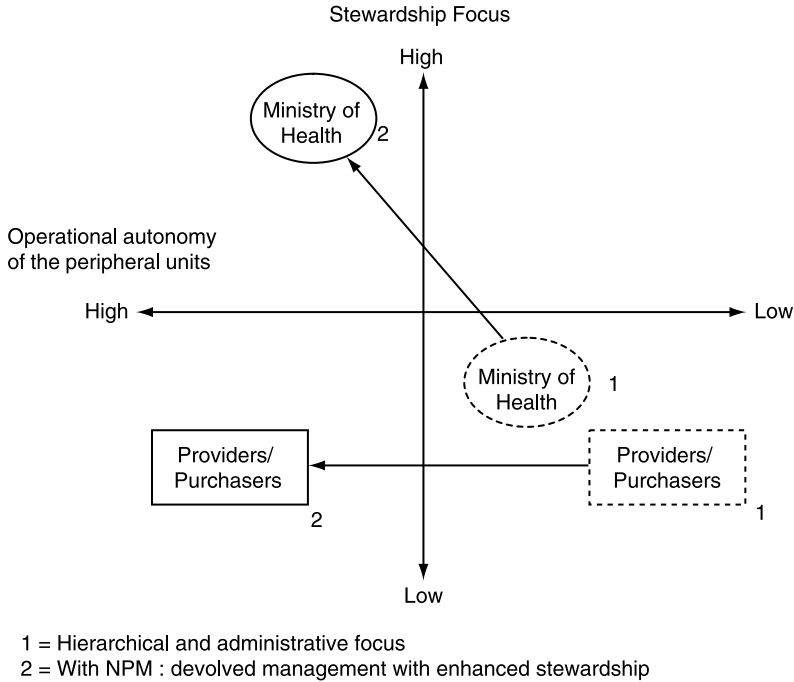 Stewardship Focus
High
Ministry of
Health
2
Operational autonomy
of the peripheral units
High
Low
Ministry of
Health
1
Providers/
Purchasers
2
Providers/
Purchasers
1
Low
1 = Hierarchical and administrative focus
2 = With NPM : devolved management with enhanced stewardship